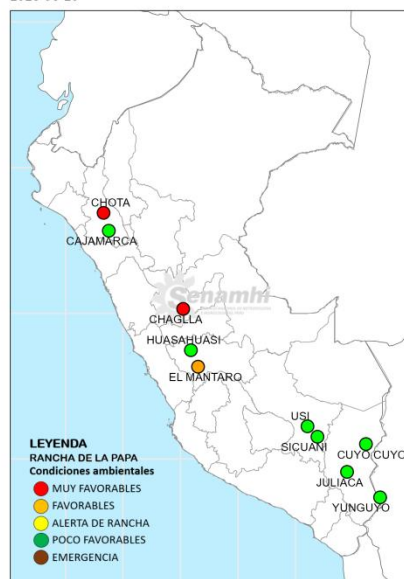 CHOTA
CAJAMARCA
Senamhi
CHAGLLA
HUASAHUASI
EL MANTARO
USI
SICUANI
CUYO CUYO
JULIACA
YUNGUYO
LEYENDA
RANCHA DE LA PAPA
Condiciones ambientales
MUY FAVORABLES
FAVORABLES
ALERTA DE RANCHA
POCO FAVORABLES
EMERGENCIA